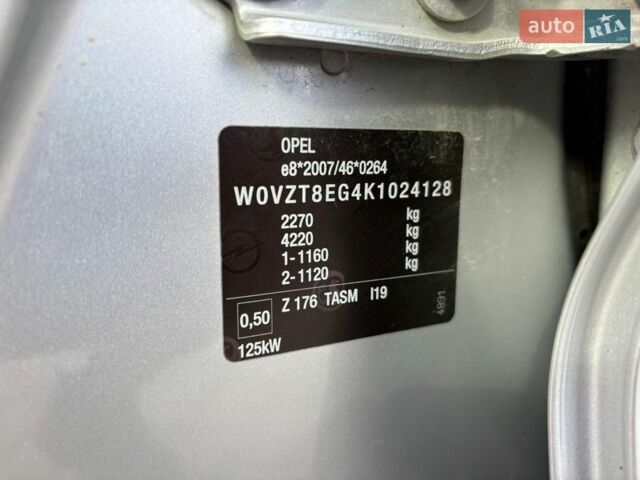 auto RIA .com
OPEL
e8*2007/46*0264
W0VZT8EG4K1024128
2270 kg
4220 kg
1-1160 kg
2-1120 kg
Z 176 TASM I19
0,50
125kW
4891